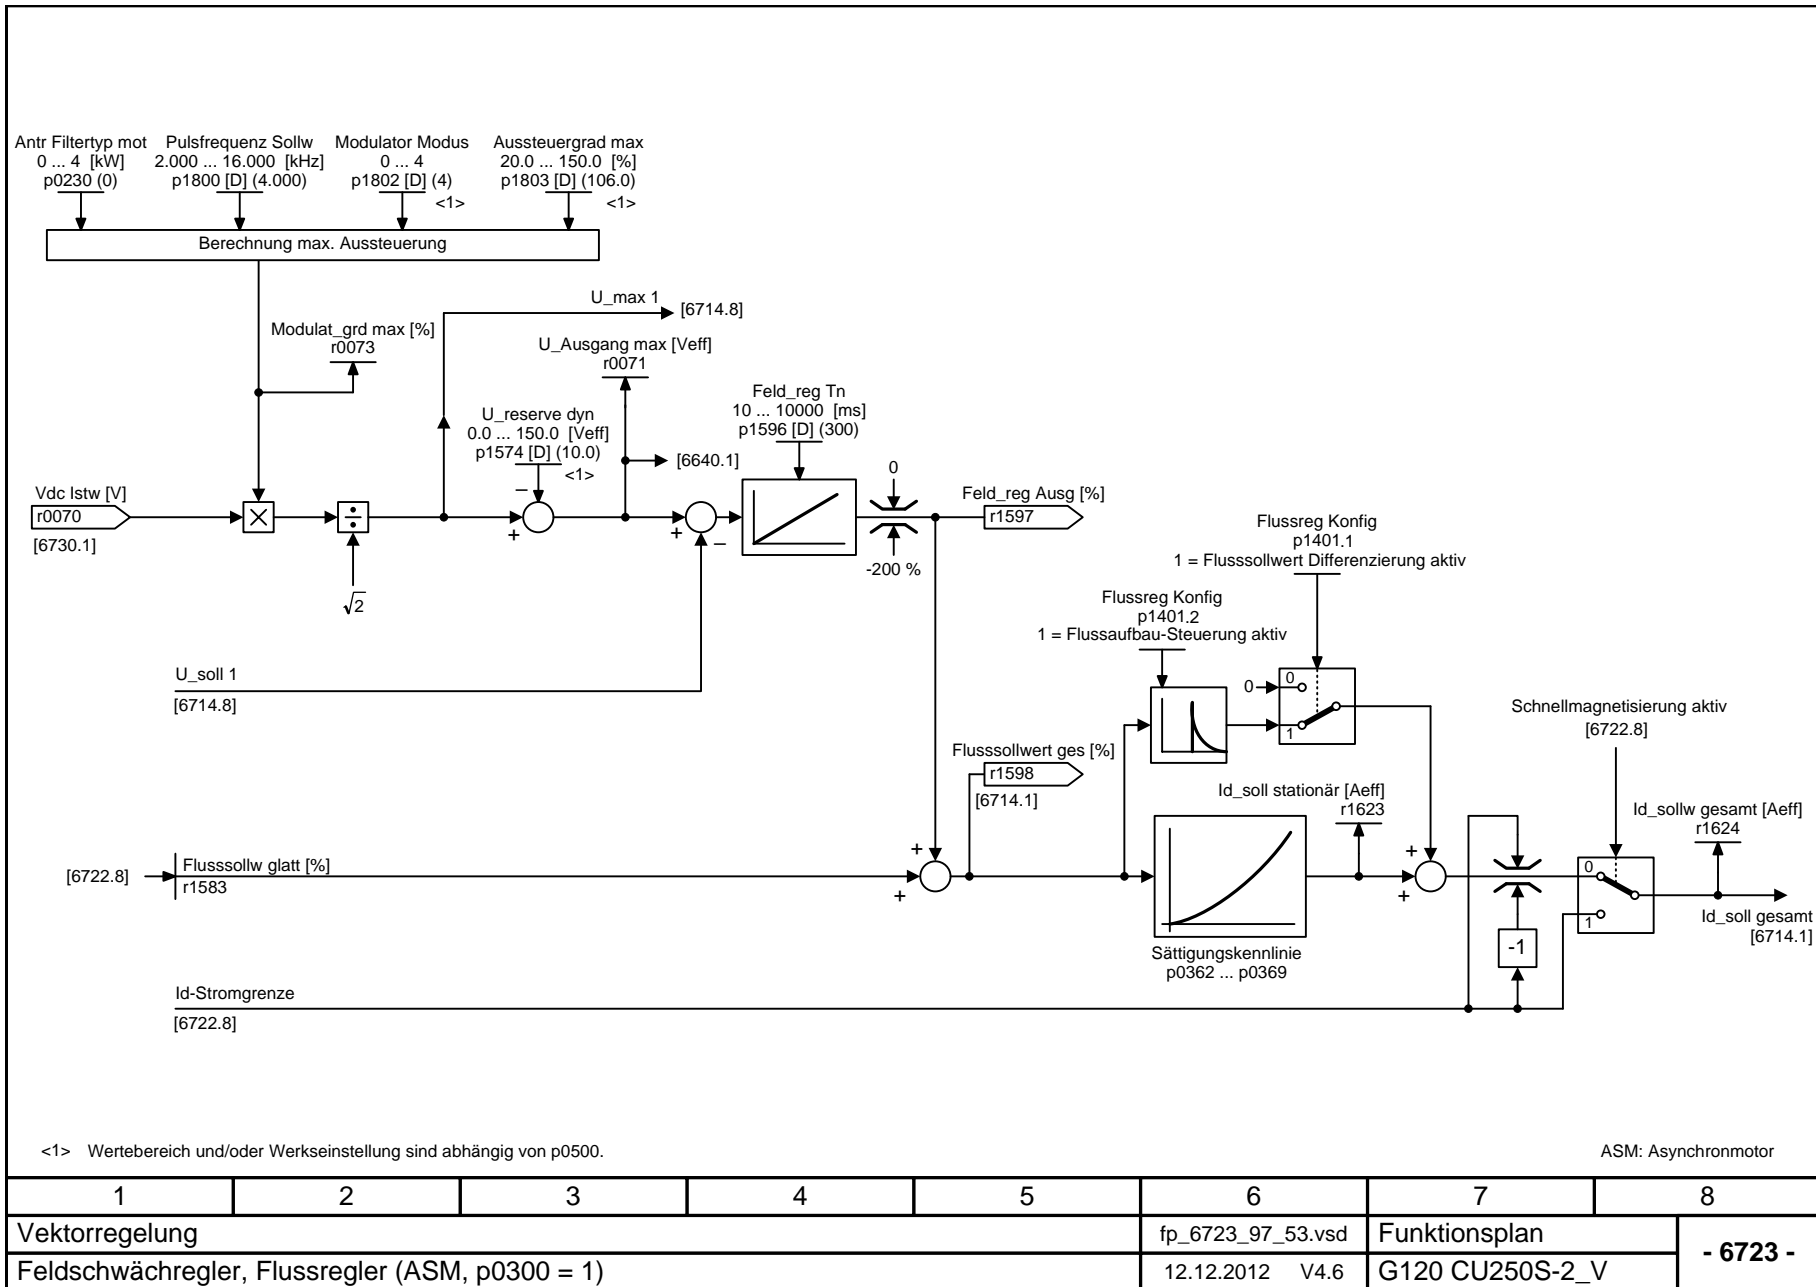 Antr Filtertyp mot
0 ... 4 [kW]
p0230 (0)
Pulsfrequenz Sollw
2.000 ... 16.000 [kHz]
p1800 [D] (4.000)
Modulator Modus
0 ... 4
p1802 [D] (4)
<1>
Aussteuergrad max
20.0 ... 150.0 [%]
p1803 [D] (106.0)
<1>
Berechnung max. Aussteuerung
U_max 1
[6714.8]
Modulat_grd max [%]
r0073
U_Ausgang max [Veff]
r0071
U_reserve dyn
0.0 ... 150.0 [Veff]
p1574 [D] (10.0)
<1>
[6640.1]
Feld_reg Tn
10 ... 10000 [ms]
p1596 [D] (300)
Vdc Istw [V]
r0070
[6730.1]
×
÷
√2
−
+
+
−
0
-200 %
Feld_reg Ausg [%]
r1597
Flussreg Konfig
p1401.1
1 = Flusssollwert Differenzierung aktiv
Flussreg Konfig
p1401.2
1 = Flussaufbau-Steuerung aktiv
U_soll 1
[6714.8]
0
0
1
Schnellmagnetisierung aktiv
[6722.8]
Flusssollwert ges [%]
r1598
[6714.1]
Id_soll stationär [Aeff]
r1623
Id_sollw gesamt [Aeff]
r1624
[6722.8]
Flusssollw glatt [%]
r1583
+
+
+
+
0
1
Id_soll gesamt
[6714.1]
-1
Sättigungskennlinie
p0362 ... p0369
Id-Stromgrenze
[6722.8]
<1> Wertebereich und/oder Werkseinstellung sind abhängig von p0500.
ASM: Asynchronmotor
1 2 3 4 5 6 7 8
Vektorregelung
fp_6723_97_53.vsd
Funktionsplan
- 6723 -
Feldschwächregler, Flussregler (ASM, p0300 = 1)
12.12.2012 V4.6
G120 CU250S-2_V